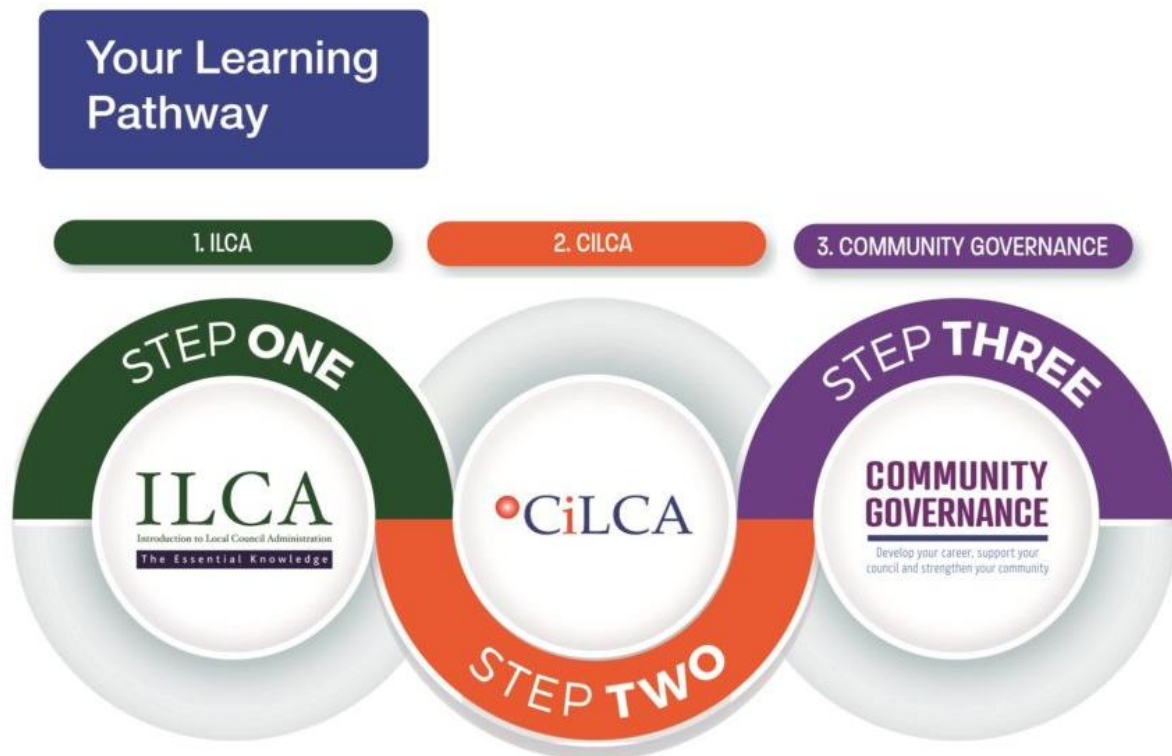 Your Learning
Pathway
1. ILCA
2. CILCA
3. COMMUNITY GOVERNANCE
STEP ONE
ILCA
Introduction to Local Council Administration
The Essential Knowledge
CiLCA
STEP TWO
STEP THREE
COMMUNITY
GOVERNANCE
Develop your career, support your
council and strengthen your community